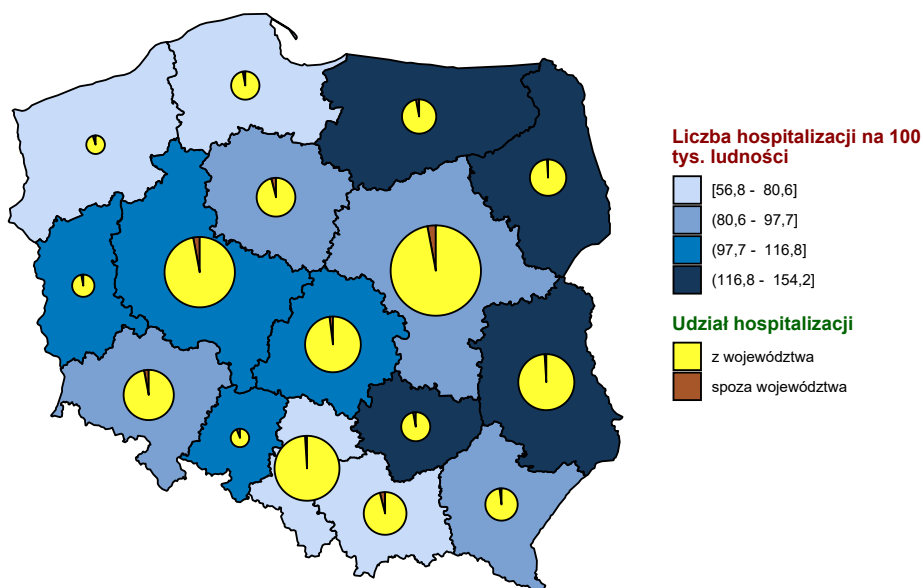 Liczba hospitalizacji na 100
tys. ludności
[56,8 - 80,6]
(80,6 - 97,7]
(97,7 - 116,8]
(116,8 - 154,2]
Udział hospitalizacji
z województwa
spoza województwa